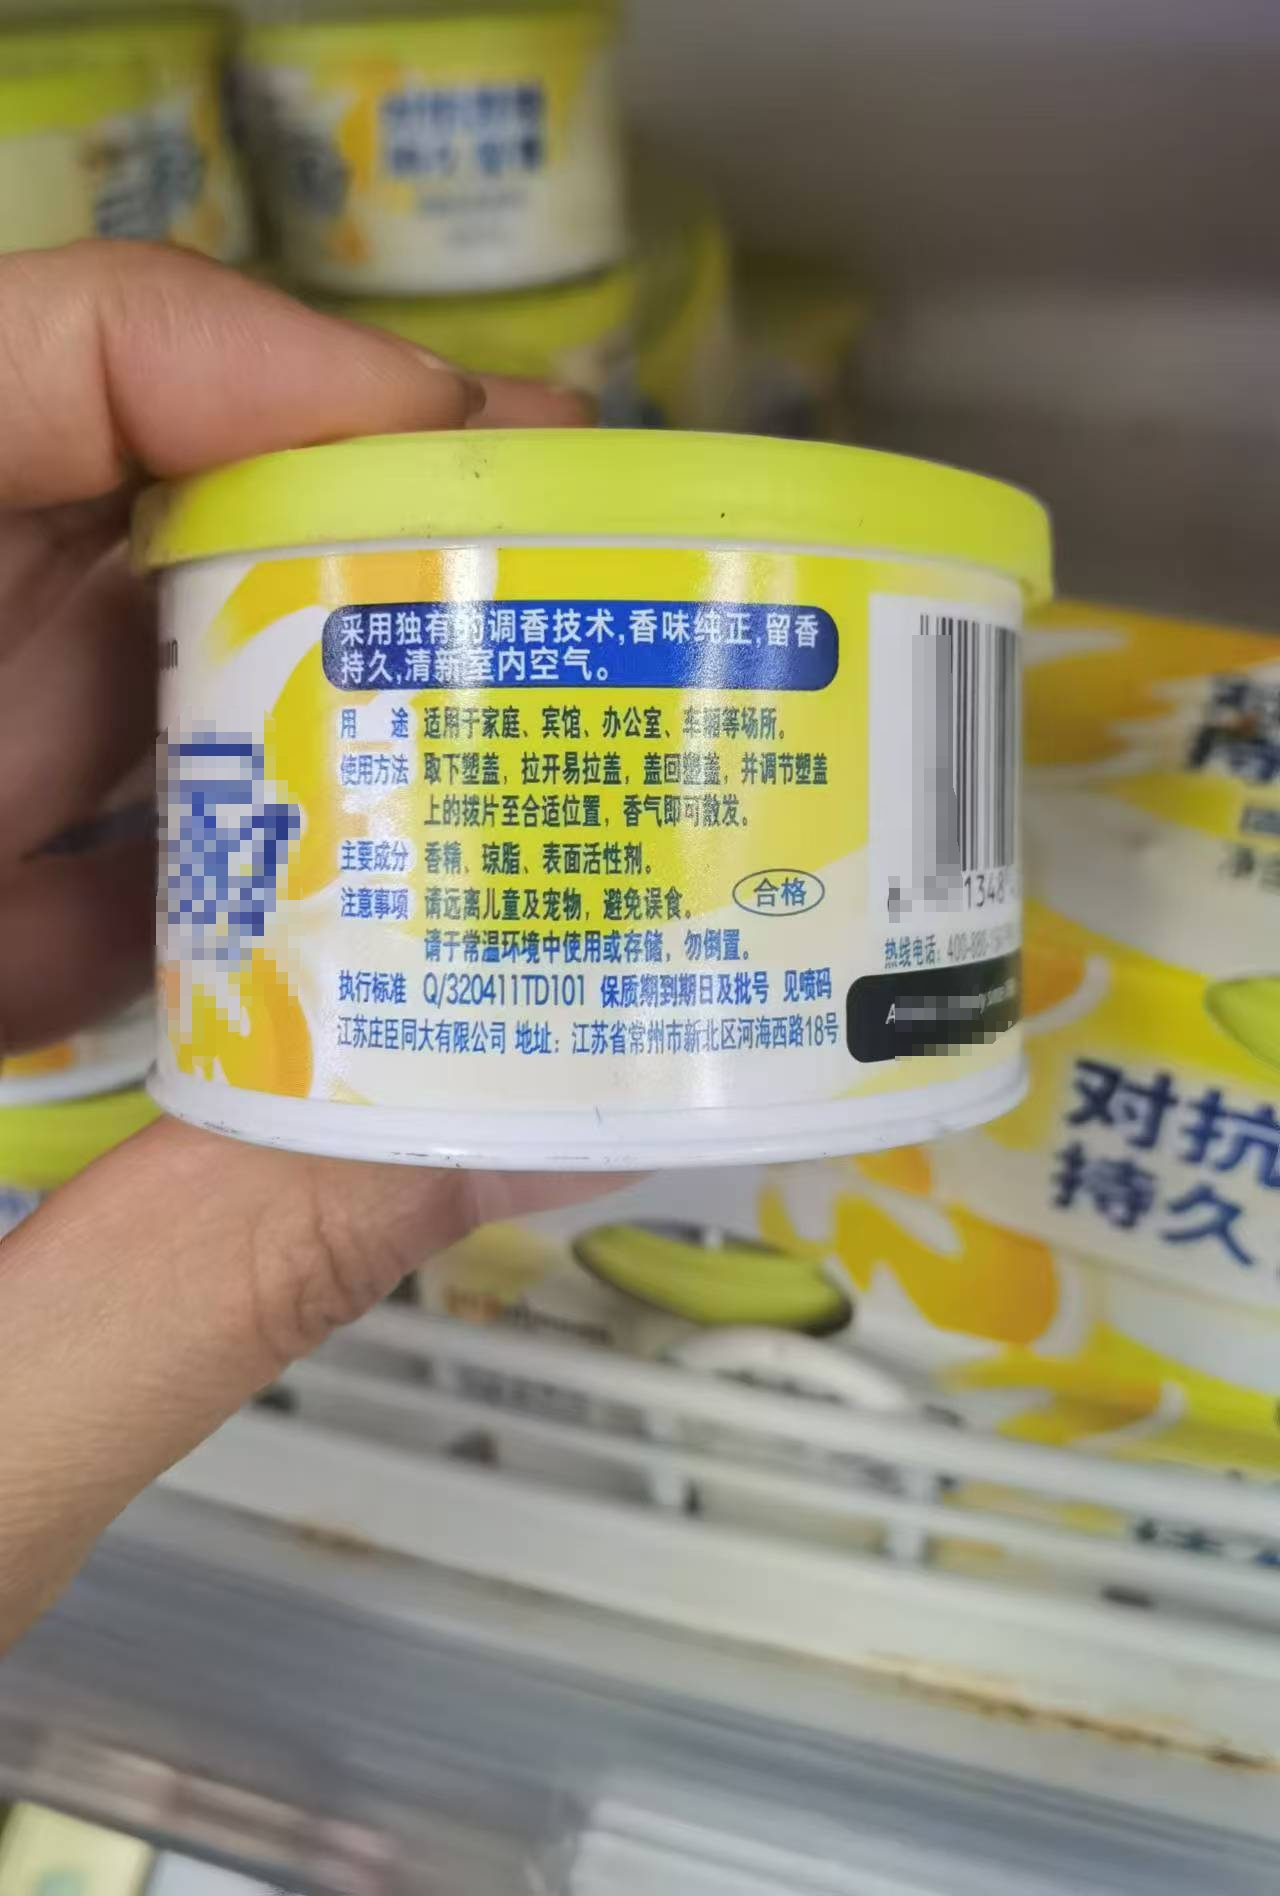 采用独有的调香技术,香味纯正,留香
持久,清新室内空气。
用 途 适用于家庭、宾馆、办公室、车厢等场所。
使用方法 取下塑盖，拉开易拉盖，盖回塑盖，并调节塑盖
上的拨片至合适位置，香气即可散发。
主要成分 香精、琼脂、表面活性剂。
注意事项 请远离儿童及宠物，避免误食。
合格
请于常温环境中使用或存储，勿倒置。
执行标准 Q/320411TD101 保质期到期日及批号 见喷码
江苏庄臣同大有限公司 地址：江苏省常州市新北区河海西路18号
1348
热线电话：400-880-
对抗
持久